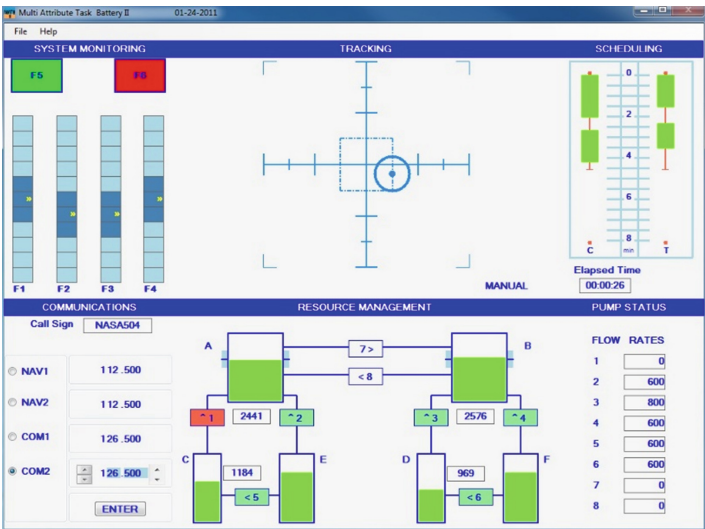 Multi Attribute Task Battery II 01-24-2011
File Help
SYSTEM MONITORING TRACKING SCHEDULING
F5 F6
F1 F2 F3 F4
MANUAL
0
2
4
6
8
C min T
Elapsed Time
00:00:26
COMMUNICATIONS RESOURCE MANAGEMENT PUMP STATUS
Call Sign NASA504
NAV1 112.500
NAV2 112.500
COM1 126.500
COM2 126.500
ENTER
A 7 > B
< 8
^ 1 2441 ^ 2 ^ 3 2576 ^ 4
C 1184 E D 969 F
< 5 < 6
FLOW RATES
1 0
2 600
3 800
4 600
5 600
6 600
7 0
8 0